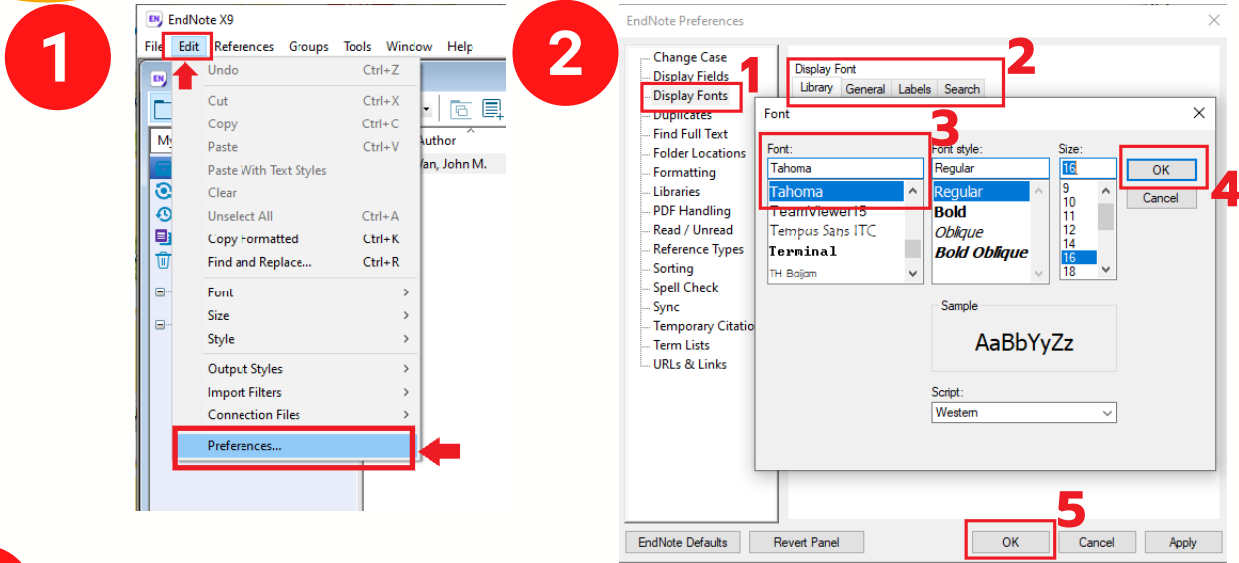 1
EndNote X9
File Edit References Groups Tools Window Help
Undo Ctrl+Z
Cut Ctrl+X
Copy Ctrl+C
Paste Ctrl+V
Paste With Text Styles
Clear
Unselect All Ctrl+A
Copy Formatted Ctrl+K
Find and Replace... Ctrl+R
Font
Size
Style
Output Styles
Import Filters
Connection Files
Preferences...
EN
My
Author
John M.
2
EndNote Preferences
Change Case
Display Fields
Display Fonts
Duplicates
Find Full Text
Folder Locations
Formatting
Libraries
PDF Handling
Read / Unread
Reference Types
Sorting
Spell Check
Sync
Temporary Citatio
Term Lists
URLs & Links
1
Display Font
Library General Labels Search
2
Font
3
Font:
Tahoma
Tahoma
TeamViewer15
Tempus Sans ITC
Terminal
TH Baijam
Font style:
Regular
Regular
Bold
Oblique
Bold Oblique
Size:
16
9
10
11
12
14
16
18
OK
Cancel
4
Sample
AaBbYyZz
Script:
Western
5
EndNote Defaults Revert Panel OK Cancel Apply